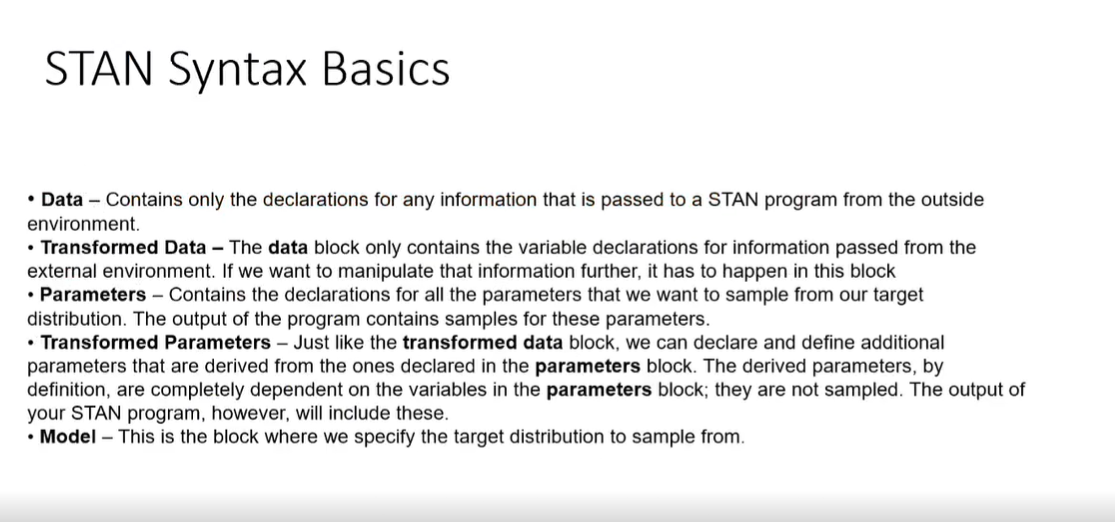 STAN Syntax Basics
• Data – Contains only the declarations for any information that is passed to a STAN program from the outside
environment.
• Transformed Data – The data block only contains the variable declarations for information passed from the
external environment. If we want to manipulate that information further, it has to happen in this block
• Parameters – Contains the declarations for all the parameters that we want to sample from our target
distribution. The output of the program contains samples for these parameters.
• Transformed Parameters – Just like the transformed data block, we can declare and define additional
parameters that are derived from the ones declared in the parameters block. The derived parameters, by
definition, are completely dependent on the variables in the parameters block; they are not sampled. The output of
your STAN program, however, will include these.
• Model – This is the block where we specify the target distribution to sample from.